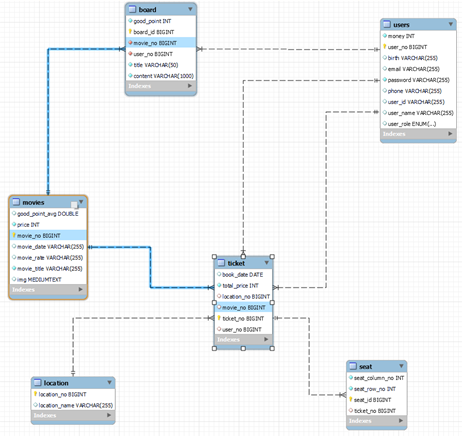 board
good_point INT
board_id BIGINT
movie_no BIGINT
user_no BIGINT
title VARCHAR(50)
content VARCHAR(1000)
Indexes
users
money INT
user_no BIGINT
birth VARCHAR(255)
email VARCHAR(255)
password VARCHAR(255)
phone VARCHAR(255)
user_id VARCHAR(255)
user_name VARCHAR(255)
user_role ENUM(...)
Indexes
movies
good_point_avg DOUBLE
price INT
movie_no BIGINT
movie_date VARCHAR(255)
movie_rate VARCHAR(255)
movie_title VARCHAR(255)
img MEDIUMTEXT
Indexes
ticket
book_date DATE
total_price INT
location_no BIGINT
movie_no BIGINT
ticket_no BIGINT
user_no BIGINT
Indexes
location
location_no BIGINT
location_name VARCHAR(255)
Indexes
seat
seat_column_no INT
seat_row_no INT
seat_id BIGINT
ticket_no BIGINT
Indexes